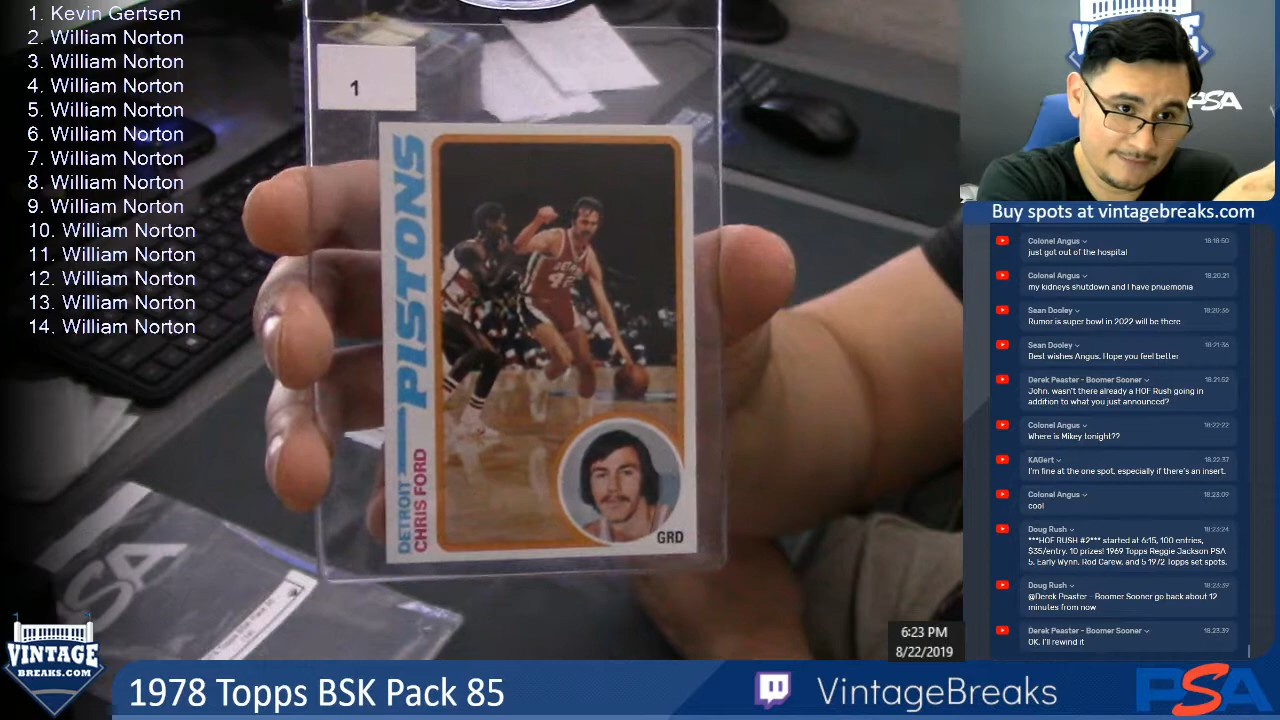 1. Kevin Gertsen
2. William Norton
3. William Norton
4. William Norton
5. William Norton
6. William Norton
7. William Norton
8. William Norton
9. William Norton
10. William Norton
11. William Norton
12. William Norton
13. William Norton
14. William Norton
1
PISTONS
DETROIT
CHRIS FORD
42
GRD
PSA
VINTAGE
BREAKS.COM
1978 Topps BSK Pack 85
6:23 PM
8/22/2019
VintageBreaks
PSA
VINTAGE
PSA
Buy spots at vintagebreaks.com
Colonel Angus 18:18:50
just got out of the hospital
Colonel Angus 18:20:21
my kidneys shutdown and I have pnuemonia
Sean Dooley 18:20:36
Rumor is super bowl in 2022 will be there
Sean Dooley 18:21:36
Best wishes Angus. Hope you feel better
Derek Peaster - Boomer Sooner 18:21:52
John, wasn't there already a HOF Rush going in
addition to what you just announced?
Colonel Angus 18:22:22
Where is Mikey tonight??
KAGert 18:22:37
I'm fine at the one spot, especially if there's an insert.
Colonel Angus 18:23:09
cool
Doug Rush 18:23:24
***HOF RUSH #2*** started at 6:15, 100 entries,
$35/entry. 10 prizes! 1969 Topps Reggie Jackson PSA
5, Early Wynn, Rod Carew, and 5 1972 Topps set spots.
Doug Rush 18:23:39
@Derek Peaster - Boomer Sooner go back about 12
minutes from now
Derek Peaster - Boomer Sooner 18:23:39
OK, I'll rewind it